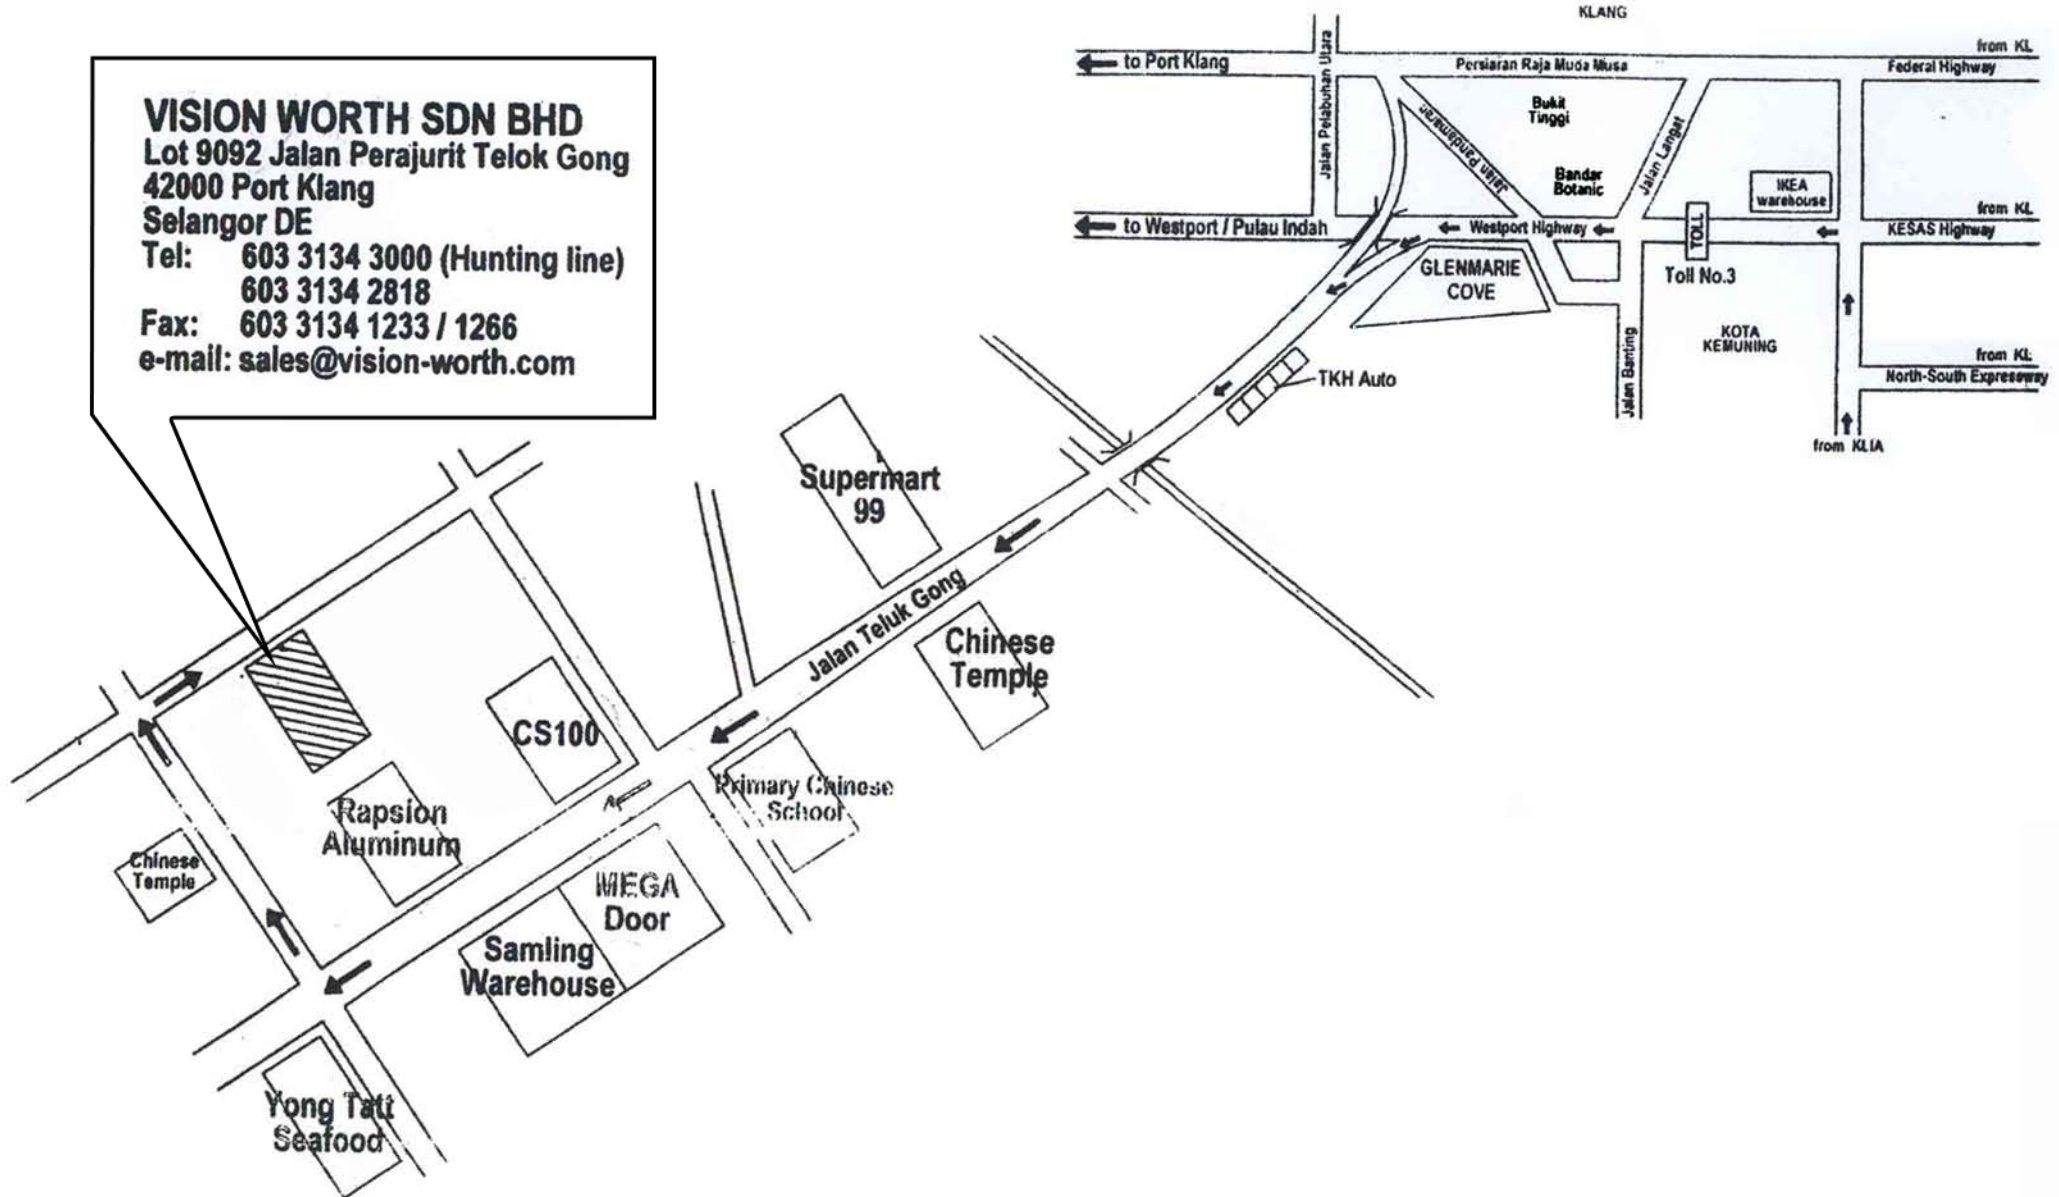 VISION WORTH SDN BHD
Lot 9092 Jalan Perajurit Telok Gong
42000 Port Klang
Selangor DE
Tel: 603 3134 3000 (Hunting line)
603 3134 2818
Fax: 603 3134 1233 / 1266
e-mail: sales@vision-worth.com
KLANG
to Port Klang
Jalan Pelabuhan Utara
Persiaran Raja Muda Musa
from KL
Federal Highway
Bukit
Tinggi
Jalan Pandamaran
Jalan Langat
Bandar
Botanic
IKEA
warehouse
to Westport / Pulau Indah
Westport Highway
TOLL
from KL
KESAS Highway
GLENMARIE
COVE
Toll No.3
KOTA
KEMUNING
Jalan Banting
from KL
North-South Expressway
from KLIA
TKH Auto
Supermart
99
Jalan Teluk Gong
Chinese
Temple
CS100
Primary Chinese
School
Rapsion
Aluminum
Chinese
Temple
MEGA
Door
Samling
Warehouse
Yong Tatt
Seafood